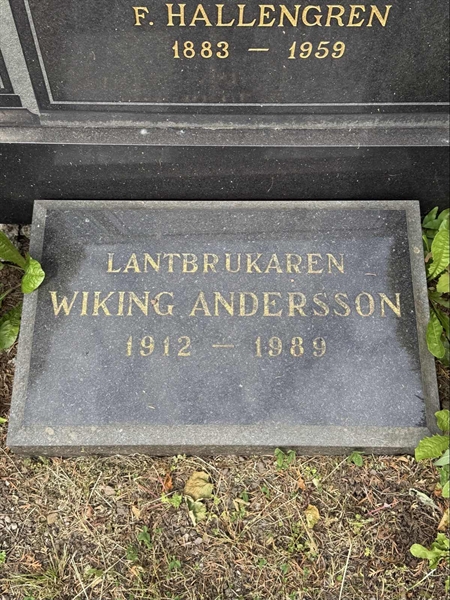 F. HALLENGREN
1883 – 1959
LANTBRUKAREN
WIKING ANDERSSON
1912 – 1989